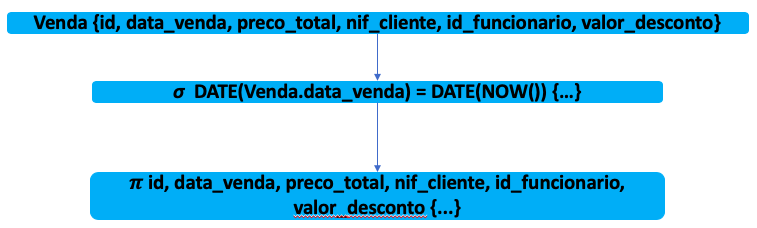 Venda {id, data_venda, preco_total, nif_cliente, id_funcionario, valor_desconto}
σ DATE(Venda.data_venda) = DATE(NOW()) {...}
π id, data_venda, preco_total, nif_cliente, id_funcionario,
valor_desconto {...}